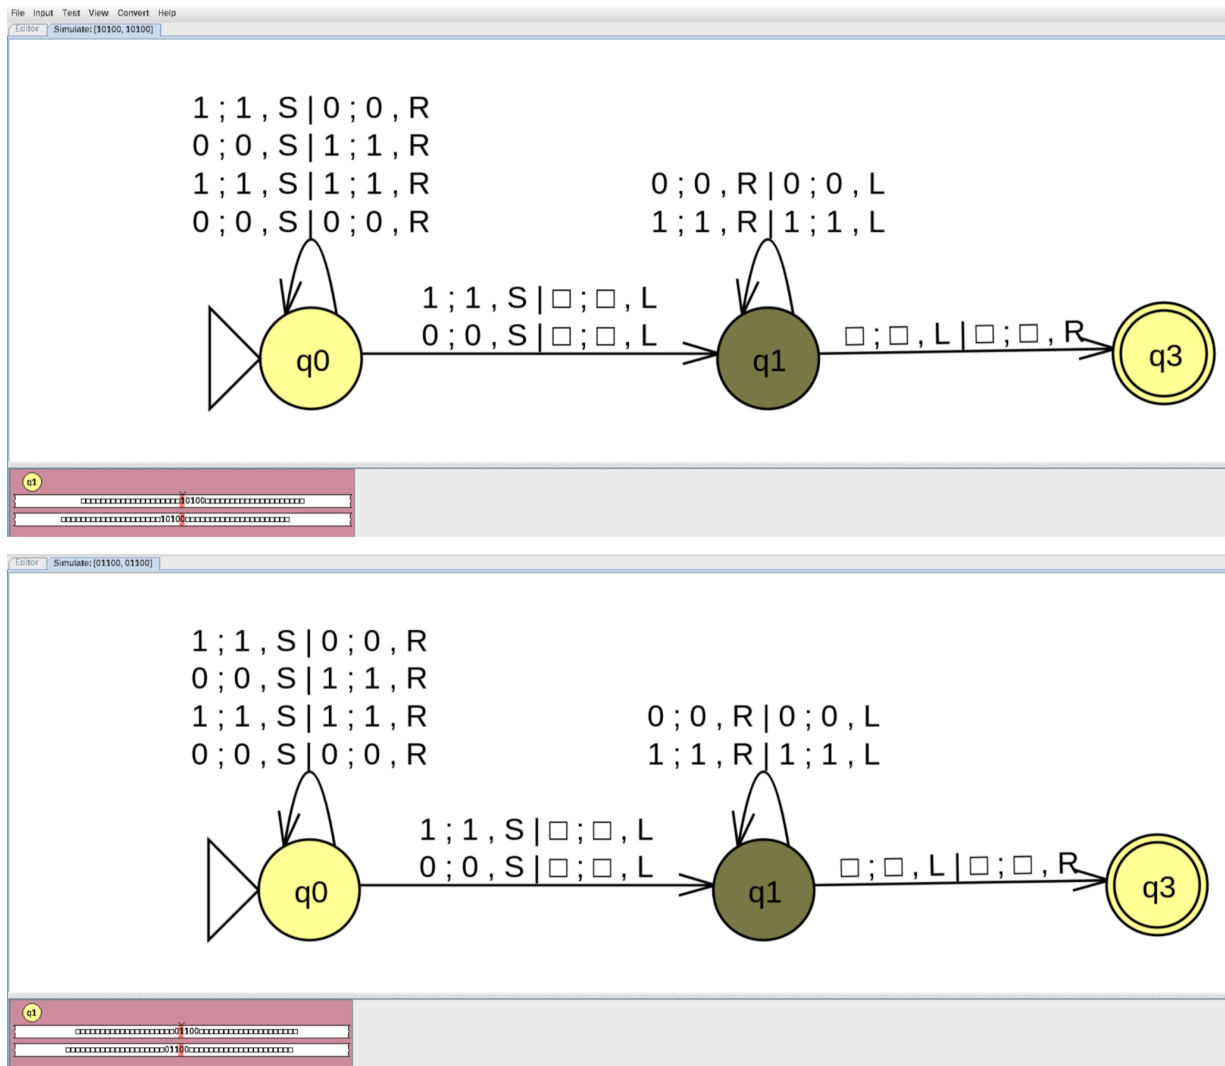 File Input Test View Convert Help
Editor Simulate: [10100, 10100]
1 ; 1 , S | 0 ; 0 , R
0 ; 0 , S | 1 ; 1 , R
1 ; 1 , S | 1 ; 1 , R
0 ; 0 , S | 0 ; 0 , R
0 ; 0 , R | 0 ; 0 , L
1 ; 1 , R | 1 ; 1 , L
1 ; 1 , S | □ ; □ , L
0 ; 0 , S | □ ; □ , L
□ ; □ , L | □ ; □ , R
q0
q1
q3
q1
10100
10100
Editor Simulate: [01100, 01100]
1 ; 1 , S | 0 ; 0 , R
0 ; 0 , S | 1 ; 1 , R
1 ; 1 , S | 1 ; 1 , R
0 ; 0 , S | 0 ; 0 , R
0 ; 0 , R | 0 ; 0 , L
1 ; 1 , R | 1 ; 1 , L
1 ; 1 , S | □ ; □ , L
0 ; 0 , S | □ ; □ , L
□ ; □ , L | □ ; □ , R
q0
q1
q3
q1
01100
01100